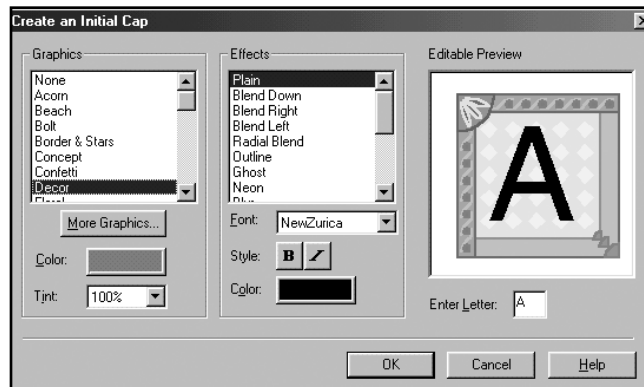 Create an Initial Cap
Graphics
None
Acorn
Beach
Bolt
Border & Stars
Concept
Confetti
Decor
Floral
More Graphics...
Color:
Tint: 100%
Effects
Plain
Blend Down
Blend Right
Blend Left
Radial Blend
Outline
Ghost
Neon
Font: NewZurica
Style: B I
Color:
Editable Preview
A
Enter Letter: A
OK Cancel Help